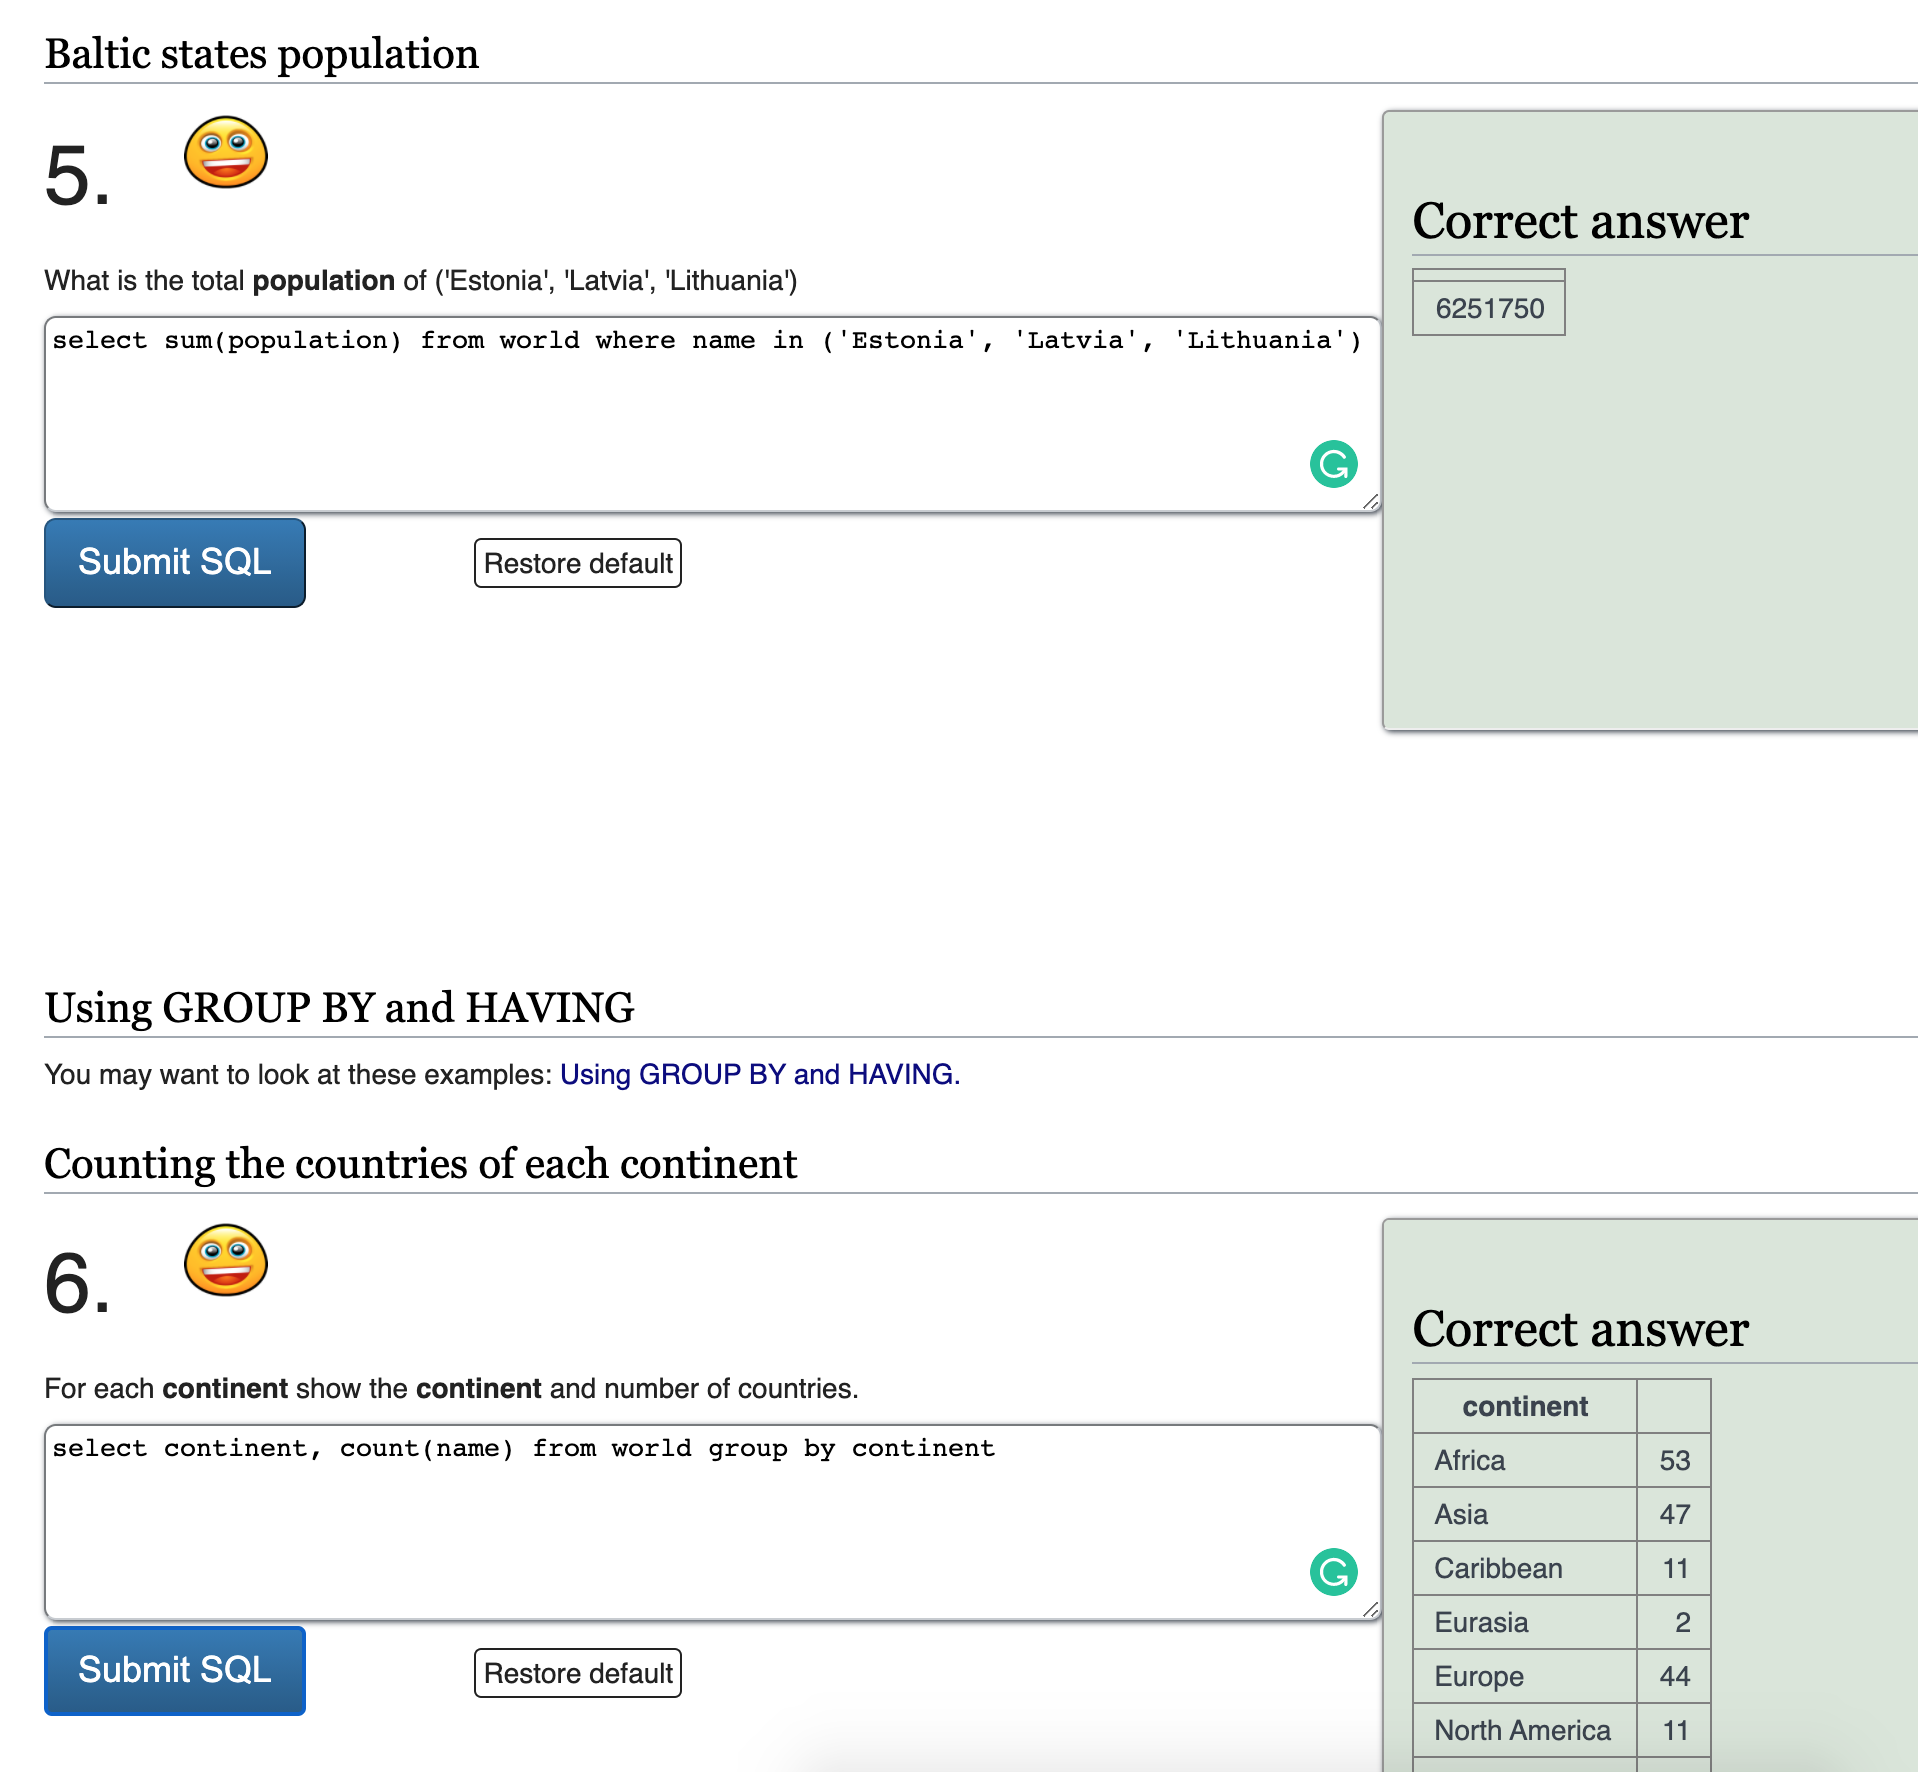 Baltic states population
5.
What is the total population of ('Estonia', 'Latvia', 'Lithuania')
select sum(population) from world where name in ('Estonia', 'Latvia', 'Lithuania')
Submit SQL
Restore default
Correct answer
6251750
Using GROUP BY and HAVING
You may want to look at these examples: Using GROUP BY and HAVING.
Counting the countries of each continent
6.
For each continent show the continent and number of countries.
select continent, count(name) from world group by continent
Submit SQL
Restore default
Correct answer
continent
Africa 53
Asia 47
Caribbean 11
Eurasia 2
Europe 44
North America 11